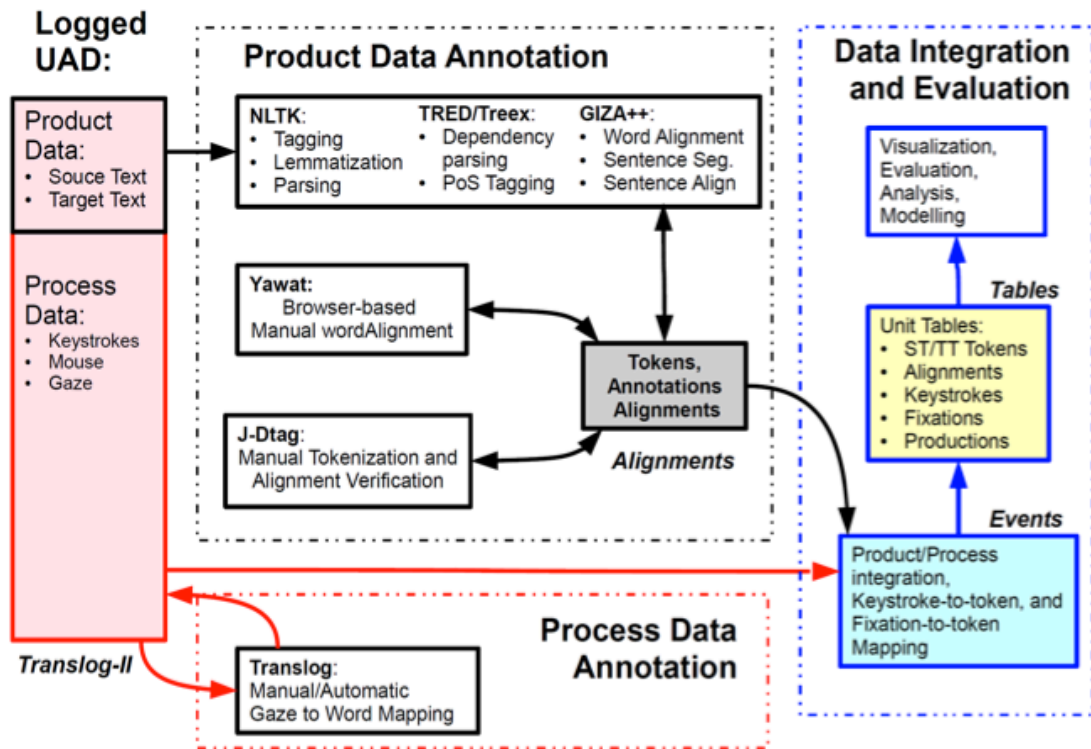 Logged
UAD:
Product
Data:
• Souce Text
• Target Text
Process
Data:
• Keystrokes
• Mouse
• Gaze
Translog-II
Product Data Annotation
NLTK:
• Tagging
• Lemmatization
• Parsing
TRED/Treex:
• Dependency
parsing
• PoS Tagging
GIZA++:
• Word Alignment
• Sentence Seg.
• Sentence Align
Yawat:
Browser-based
Manual wordAlignment
Tokens,
Annotations
Alignments
J-Dtag:
Manual Tokenization and
Alignment Verification
Alignments
Process Data
Annotation
Translog:
Manual/Automatic
Gaze to Word Mapping
Data Integration
and Evaluation
Visualization,
Evaluation,
Analysis,
Modelling
Tables
Unit Tables:
• ST/TT Tokens
• Alignments
• Keystrokes
• Fixations
• Productions
Events
Product/Process
integration,
Keystroke-to-token, and
Fixation-to-token
Mapping